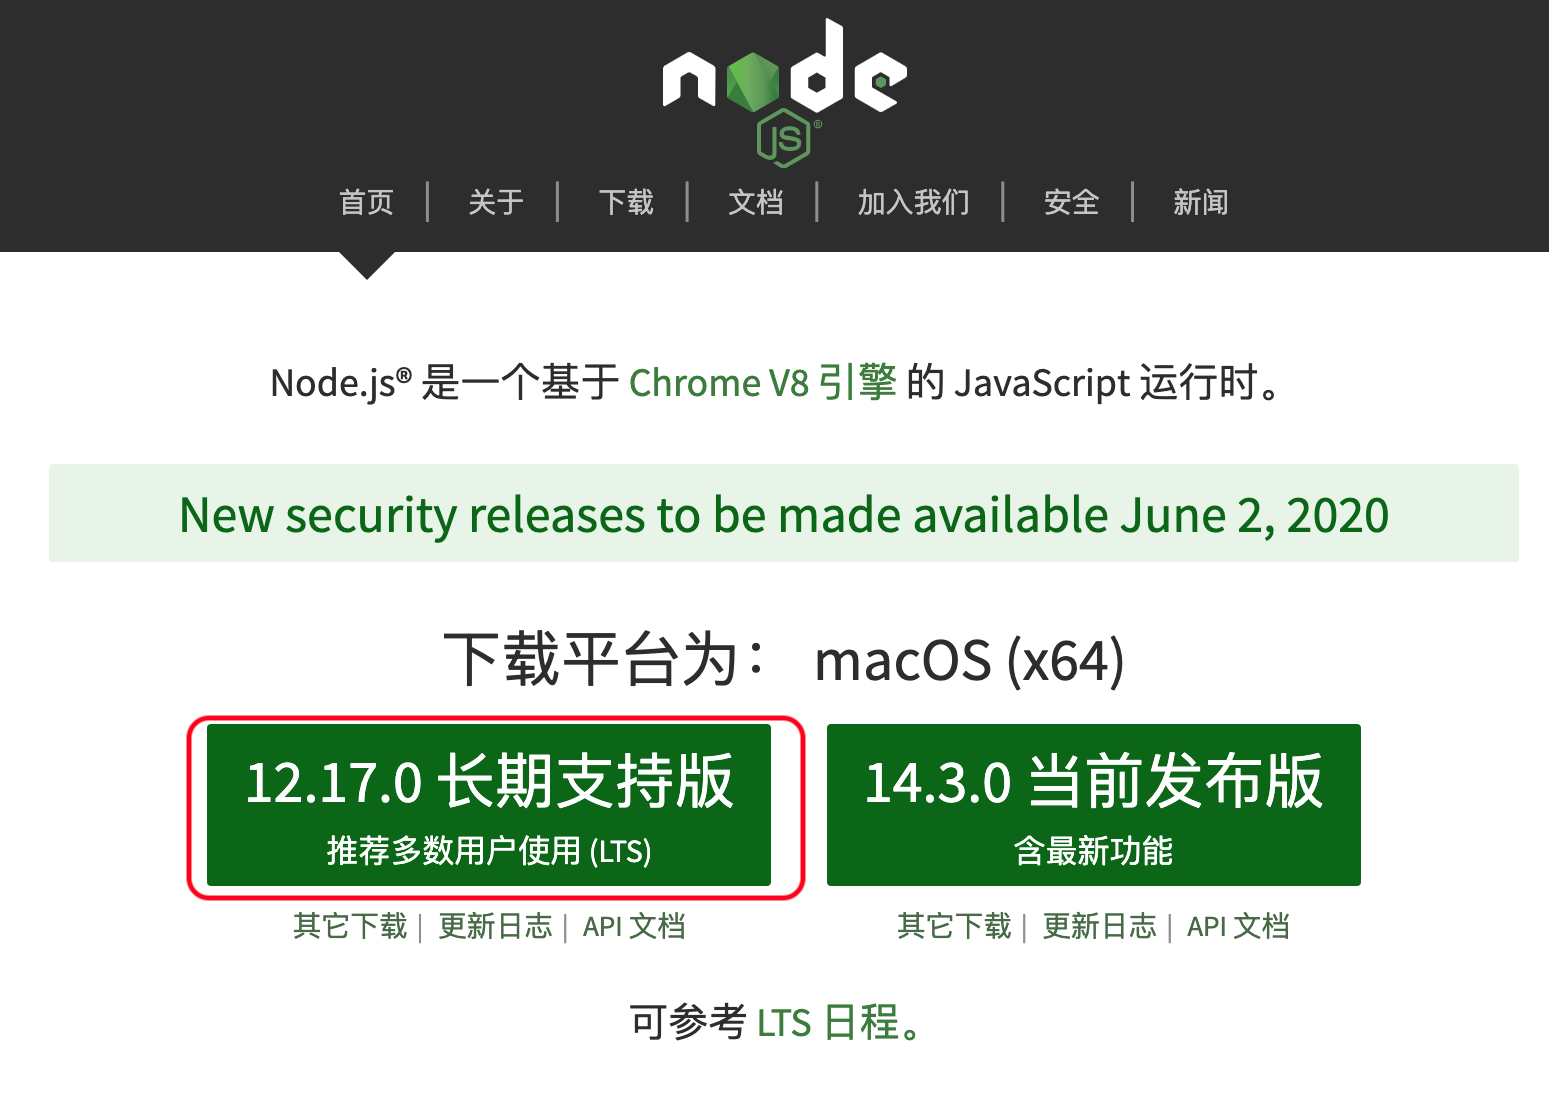 node
JS®
首页 | 关于 | 下载 | 文档 | 加入我们 | 安全 | 新闻
Node.js® 是一个基于 Chrome V8 引擎 的 JavaScript 运行时。
New security releases to be made available June 2, 2020
下载平台为： macOS (x64)
12.17.0 长期支持版
推荐多数用户使用 (LTS)
其它下载 | 更新日志 | API 文档
14.3.0 当前发布版
含最新功能
其它下载 | 更新日志 | API 文档
可参考 LTS 日程。